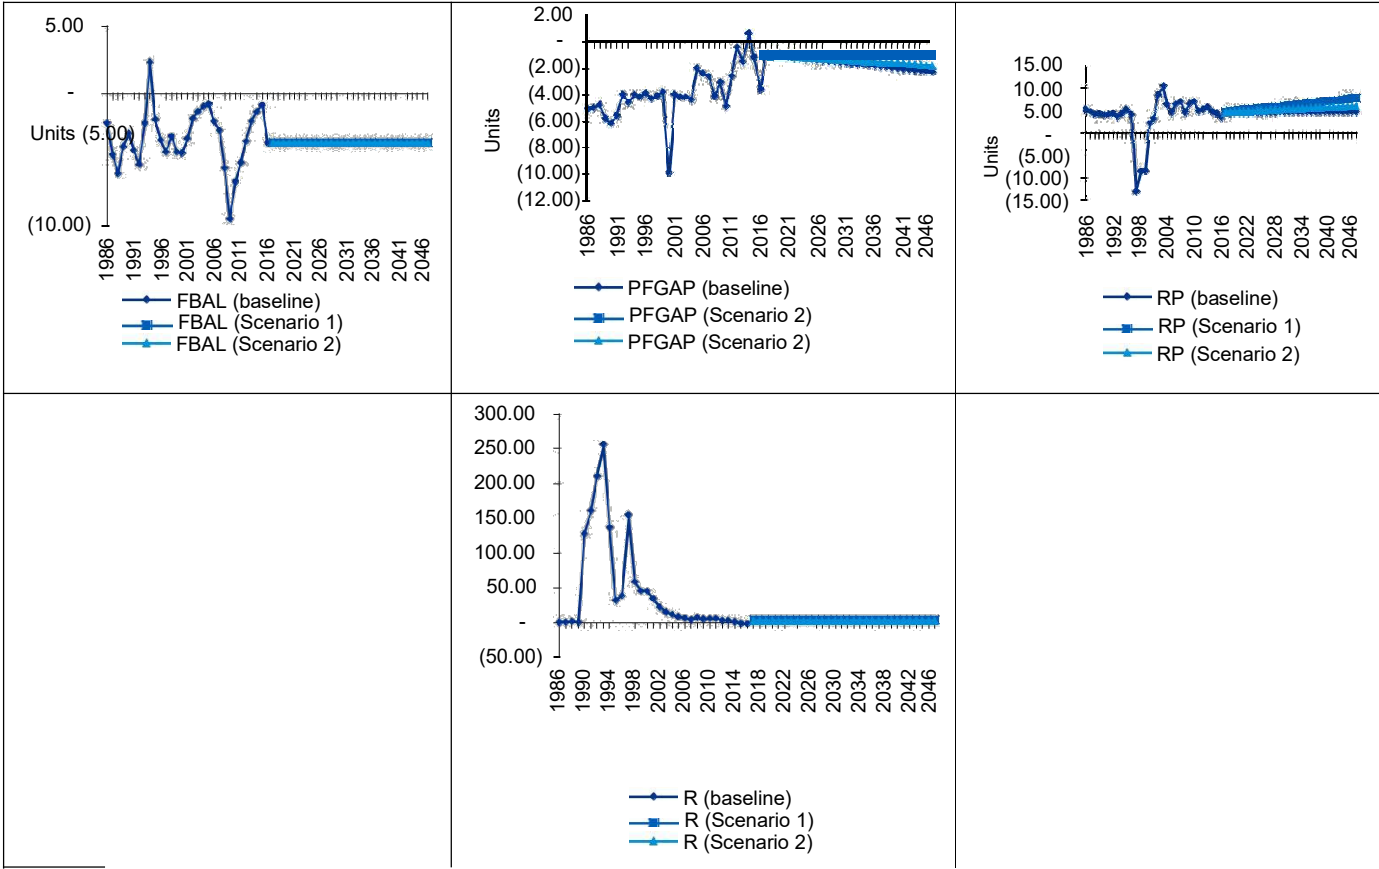 5.00
-
Units (5.00)
(10.00)
1986 1991 1996 2001 2006 2011 2016 2021 2026 2031 2036 2041 2046
FBAL (baseline)
FBAL (Scenario 1)
FBAL (Scenario 2)
2.00
-
(2.00)
(4.00)
(6.00)
(8.00)
(10.00)
(12.00)
Units
1986 1991 1996 2001 2006 2011 2016 2021 2026 2031 2036 2041 2046
PFGAP (baseline)
PFGAP (Scenario 2)
PFGAP (Scenario 2)
15.00
10.00
5.00
-
(5.00)
(10.00)
(15.00)
Units
1986 1992 1998 2004 2010 2016 2022 2028 2034 2040 2046
RP (baseline)
RP (Scenario 1)
RP (Scenario 2)
300.00
250.00
200.00
150.00
100.00
50.00
-
(50.00)
1986 1990 1994 1998 2002 2006 2010 2014 2018 2022 2026 2030 2034 2038 2042 2046
R (baseline)
R (Scenario 1)
R (Scenario 2)